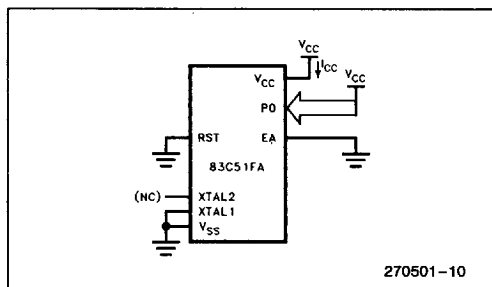 VCC
ICC
VCC
VCC
P0
RST
EA
83C51FA
(NC)
XTAL2
XTAL1
VSS
270501-10